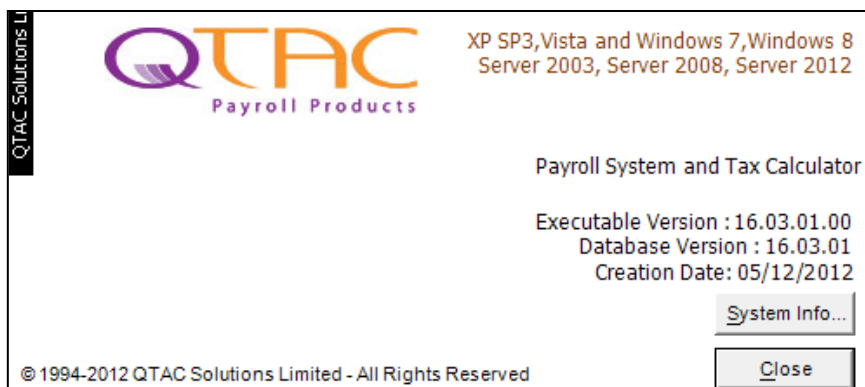 QTAC Solutions
QTAC
Payroll Products
XP SP3,Vista and Windows 7,Windows 8
Server 2003, Server 2008, Server 2012
Payroll System and Tax Calculator
Executable Version : 16.03.01.00
Database Version : 16.03.01
Creation Date: 05/12/2012
System Info...
© 1994-2012 QTAC Solutions Limited - All Rights Reserved
Close